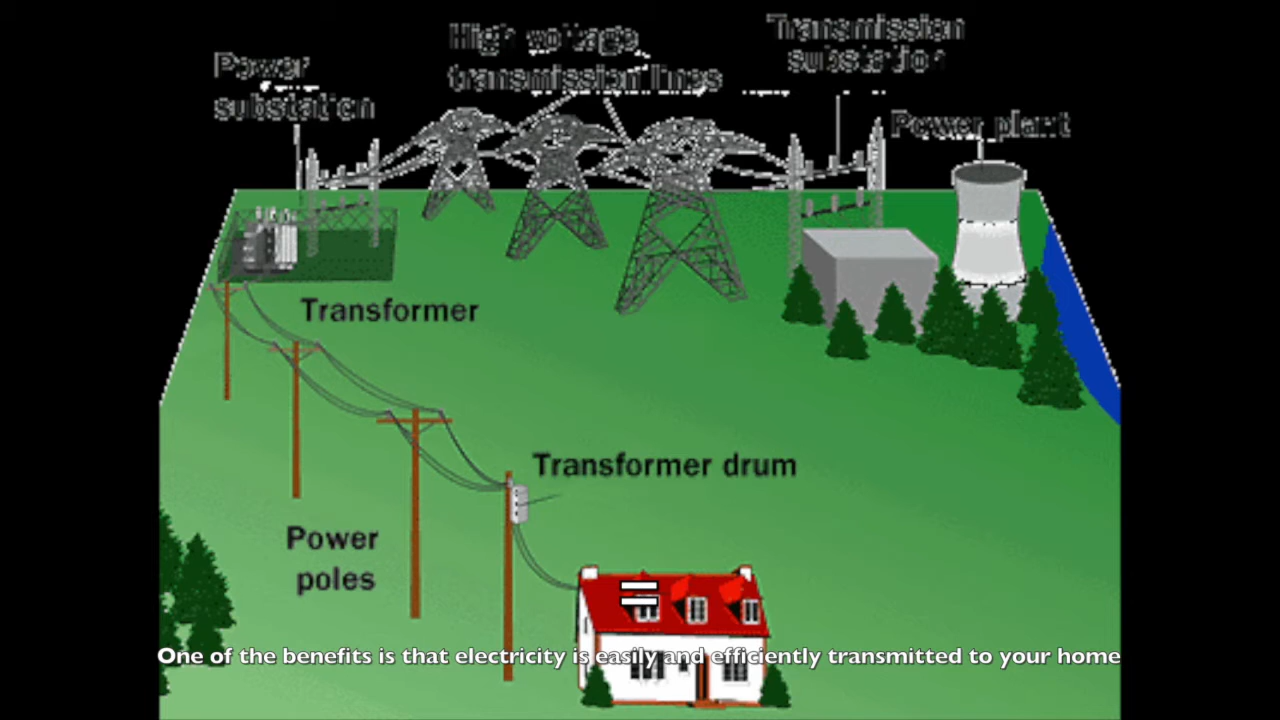 High voltage
transmission lines
Transmission
substation
Power
substation
Power plant
Transformer
Transformer drum
Power
poles
One of the benefits is that electricity is easily and efficiently transmitted to your home